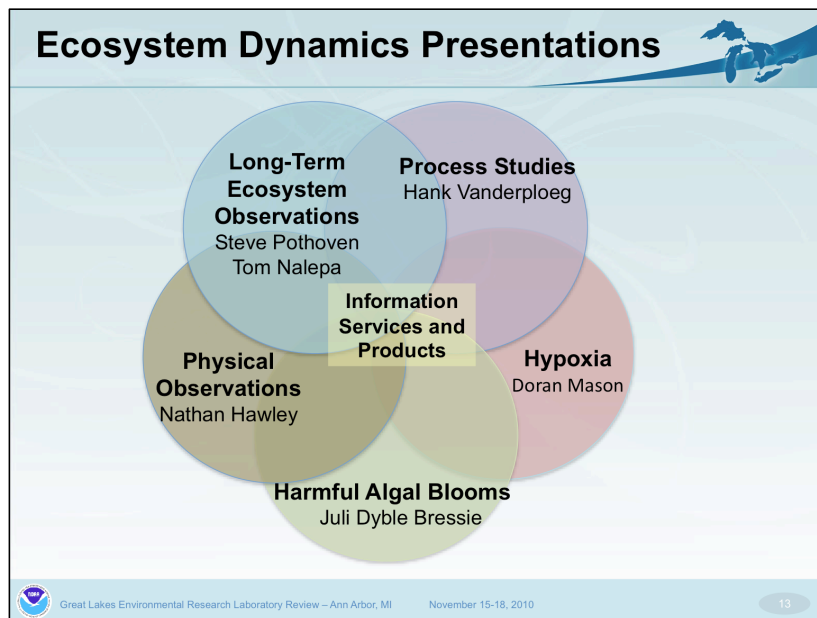 Ecosystem Dynamics Presentations
Long-Term
Ecosystem
Observations
Steve Pothoven
Tom Nalepa
Process Studies
Hank Vanderploeg
Information
Services and
Products
Physical
Observations
Nathan Hawley
Hypoxia
Doran Mason
Harmful Algal Blooms
Juli Dyble Bressie
NOAA
Great Lakes Environmental Research Laboratory Review – Ann Arbor, MI November 15-18, 2010
13